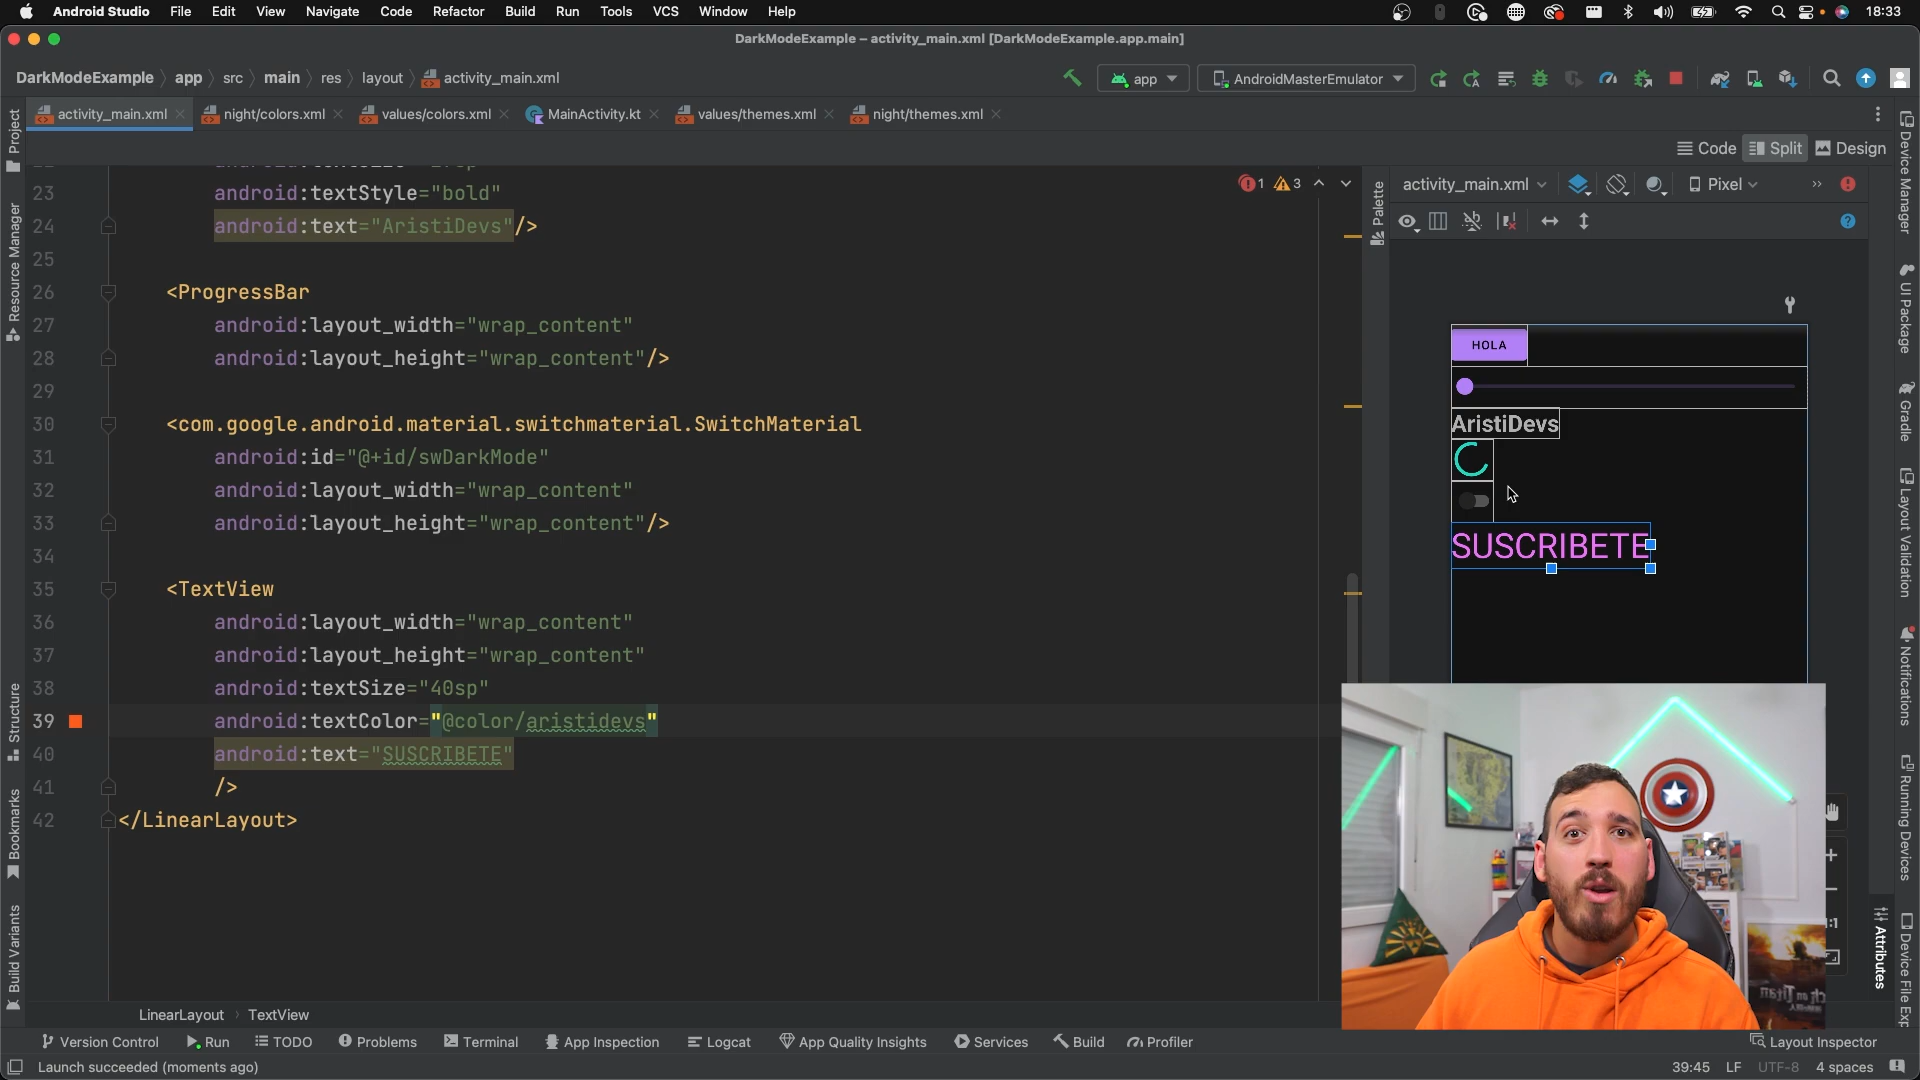 Android Studio File Edit View Navigate Code Refactor Build Run Tools VCS Window Help 18:33
DarkModeExample – activity_main.xml [DarkModeExample.app.main]
DarkModeExample app src main res layout activity_main.xml app AndroidMasterEmulator
activity_main.xml night/colors.xml values/colors.xml MainActivity.kt values/themes.xml night/themes.xml
Code Split Design
1 3
activity_main.xml Pixel
Project
Resource Manager
Structure
Bookmarks
Build Variants
23 android:textStyle="bold"
24 android:text="AristiDevs"/>
25
26 <ProgressBar
27 android:layout_width="wrap_content"
28 android:layout_height="wrap_content"/>
29
30 <com.google.android.material.switchmaterial.SwitchMaterial
31 android:id="@+id/swDarkMode"
32 android:layout_width="wrap_content"
33 android:layout_height="wrap_content"/>
34
35 <TextView
36 android:layout_width="wrap_content"
37 android:layout_height="wrap_content"
38 android:textSize="40sp"
39 android:textColor="@color/aristidevs"
40 android:text="SUSCRIBETE"
41 />
42 </LinearLayout>
Palette
HOLA
AristiDevs
SUSCRIBETE
Device Manager
UI Package
Gradle
Layout Validation
Notifications
Running Devices
Attributes
Device File Exp
LinearLayout TextView
Version Control Run TODO Problems Terminal App Inspection Logcat App Quality Insights Services Build Profiler Layout Inspector
Launch succeeded (moments ago) 39:45 LF UTF-8 4 spaces